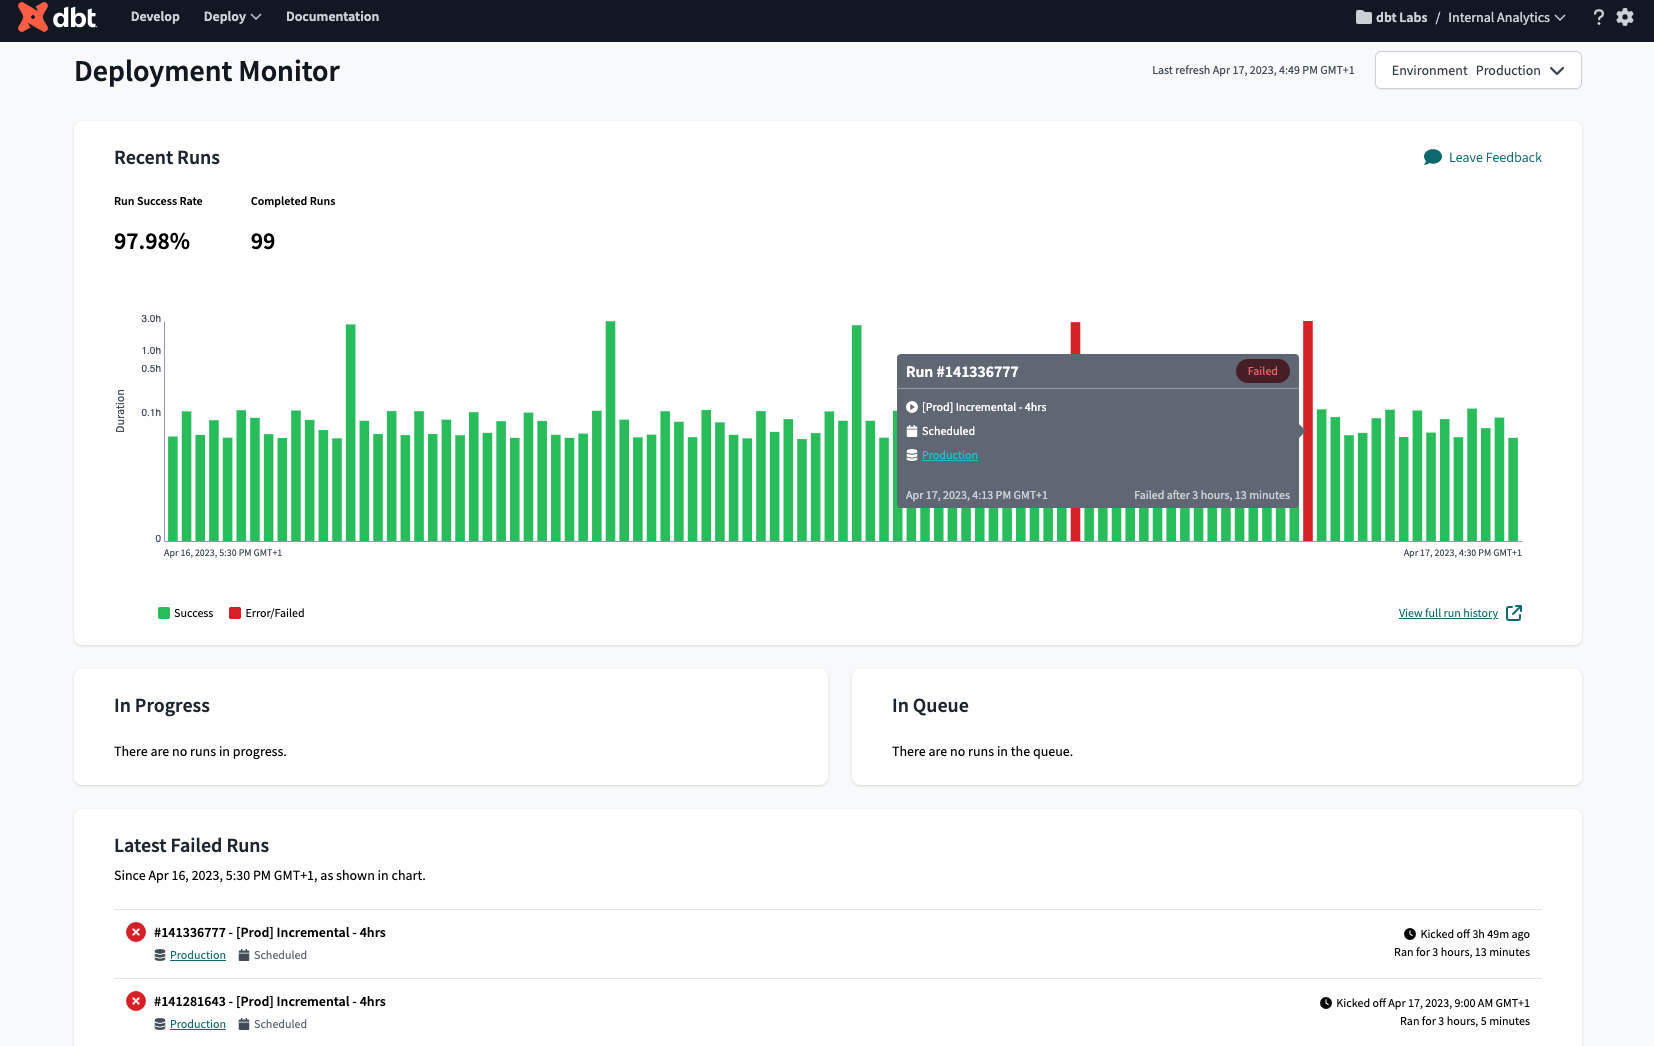 dbt
Develop Deploy Documentation
dbt Labs / Internal Analytics ?
Deployment Monitor
Last refresh Apr 17, 2023, 4:49 PM GMT+1
Environment Production
Recent Runs
Leave Feedback
Run Success Rate Completed Runs
97.98% 99
3.0h
1.0h
0.5h
0.1h
0
Duration
Run #141336777 Failed
[Prod] Incremental - 4hrs
Scheduled
Production
Apr 17, 2023, 4:13 PM GMT+1 Failed after 3 hours, 13 minutes
Apr 16, 2023, 5:30 PM GMT+1 Apr 17, 2023, 4:30 PM GMT+1
Success Error/Failed
View full run history
In Progress
There are no runs in progress.
In Queue
There are no runs in the queue.
Latest Failed Runs
Since Apr 16, 2023, 5:30 PM GMT+1, as shown in chart.
#141336777 - [Prod] Incremental - 4hrs
Production Scheduled
Kicked off 3h 49m ago
Ran for 3 hours, 13 minutes
#141281643 - [Prod] Incremental - 4hrs
Production Scheduled
Kicked off Apr 17, 2023, 9:00 AM GMT+1
Ran for 3 hours, 5 minutes